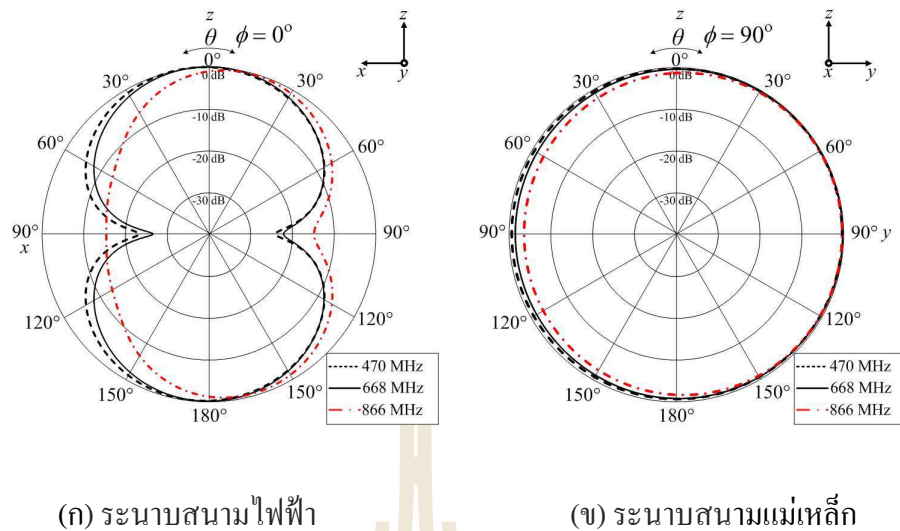 z
θ ϕ = 0°
z
x y
0°
0 dB
30° 30°
-10 dB
60° 60°
-20 dB
-30 dB
90° 90°
x
120° 120°
150° 150°
180°
470 MHz
668 MHz
866 MHz
(ก) ระนาบสนามไฟฟ้า
z
θ ϕ = 90°
z
x y
0°
0 dB
30° 30°
-10 dB
60° 60°
-20 dB
-30 dB
90° 90° y
120° 120°
150° 150°
180°
470 MHz
668 MHz
866 MHz
(ข) ระนาบสนามแม่เหล็ก